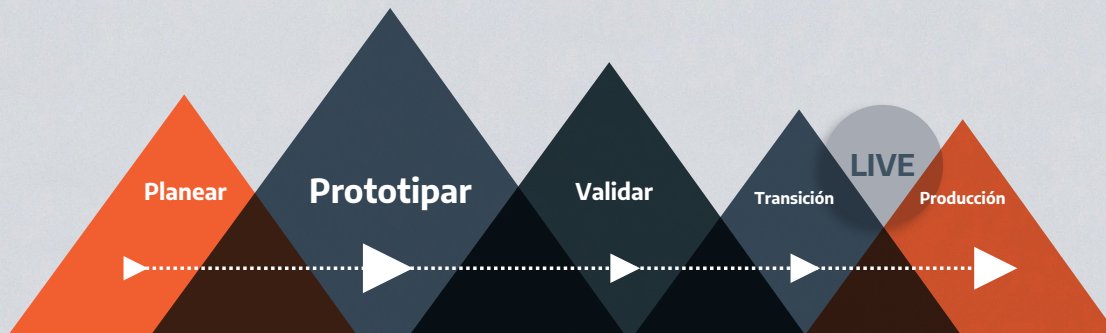 Planear
Prototipar
Validar
Transición
LIVE
Producción